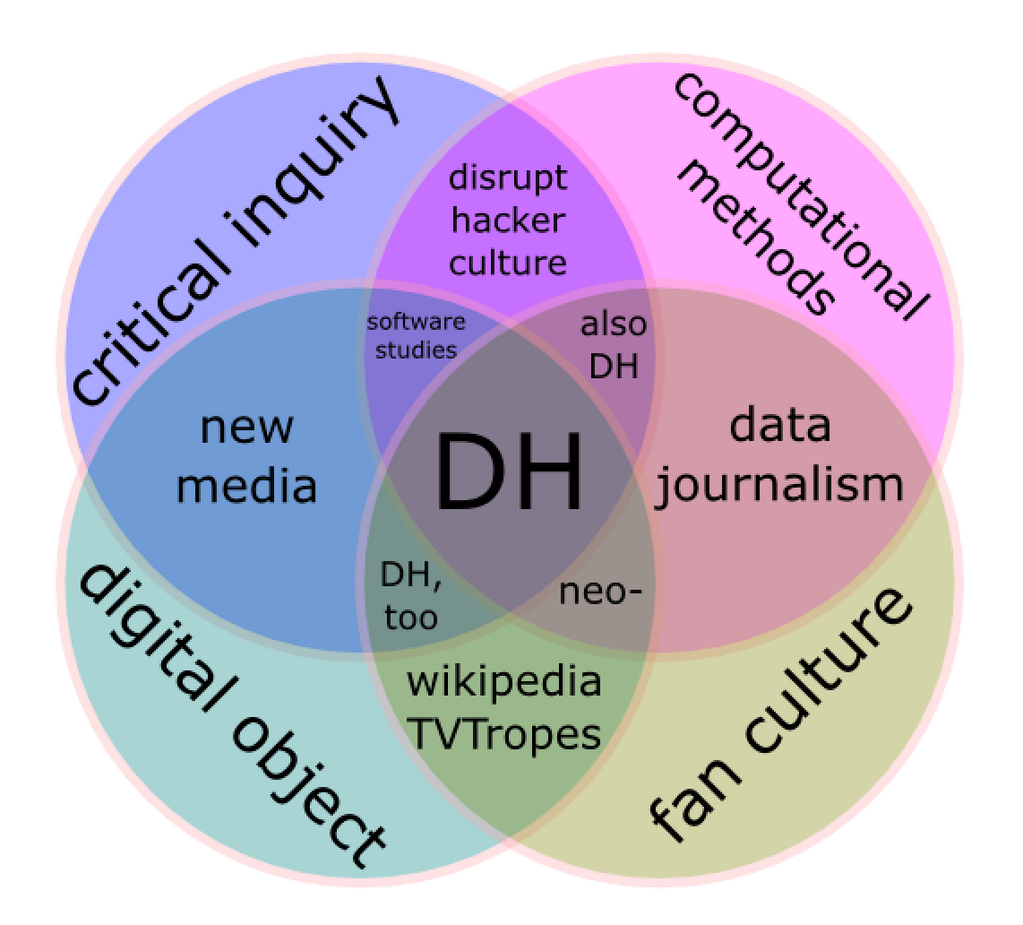 critical inquiry
computational
methods
disrupt
hacker
culture
software
studies
also
DH
new
media
DH
data
journalism
DH,
too
neo-
wikipedia
TVTropes
digital object
fan culture